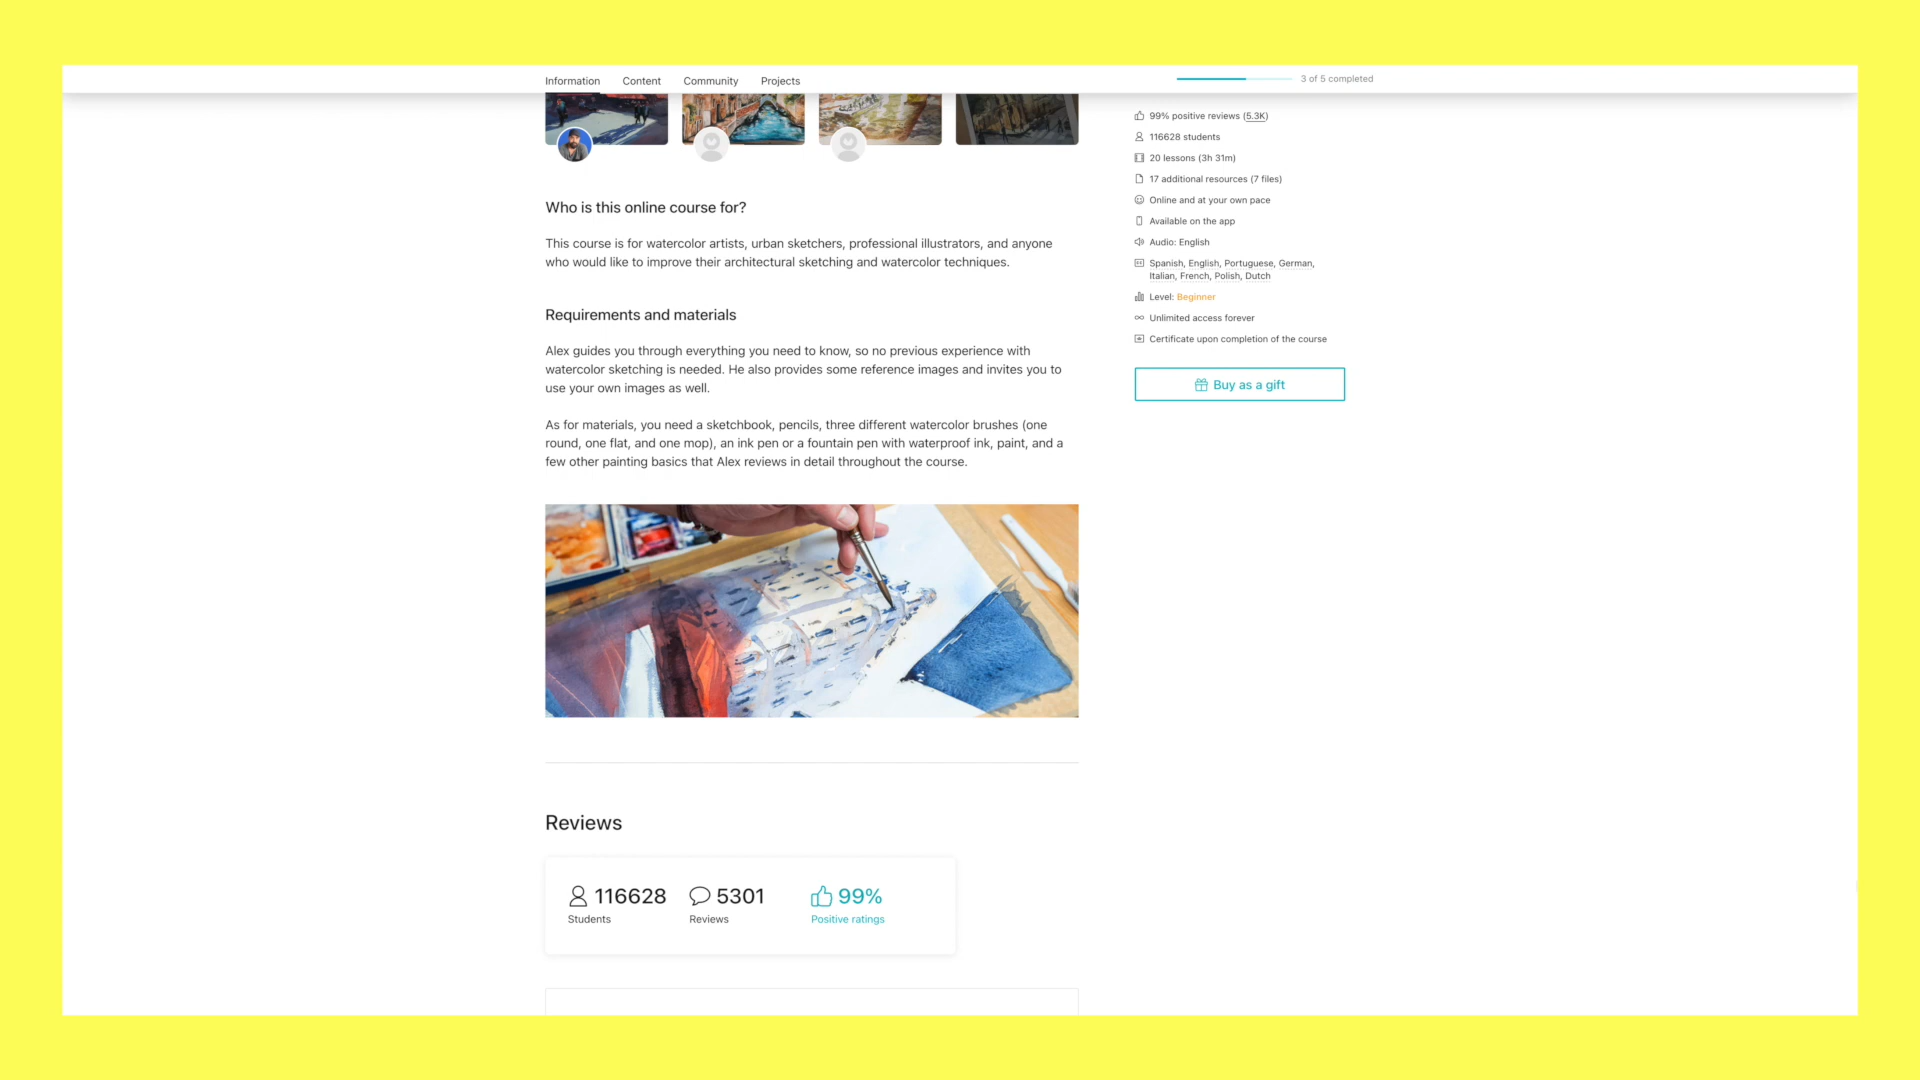 Information Content Community Projects
3 of 5 completed
Who is this online course for?
This course is for watercolor artists, urban sketchers, professional illustrators, and anyone
who would like to improve their architectural sketching and watercolor techniques.
Requirements and materials
Alex guides you through everything you need to know, so no previous experience with
watercolor sketching is needed. He also provides some reference images and invites you to
use your own images as well.
As for materials, you need a sketchbook, pencils, three different watercolor brushes (one
round, one flat, and one mop), an ink pen or a fountain pen with waterproof ink, paint, and a
few other painting basics that Alex reviews in detail throughout the course.
Reviews
116628 5301 99%
Students Reviews Positive ratings
99% positive reviews (5.3K)
116628 students
20 lessons (3h 31m)
17 additional resources (7 files)
Online and at your own pace
Available on the app
Audio: English
Spanish, English, Portuguese, German,
Italian, French, Polish, Dutch
Level: Beginner
Unlimited access forever
Certificate upon completion of the course
Buy as a gift